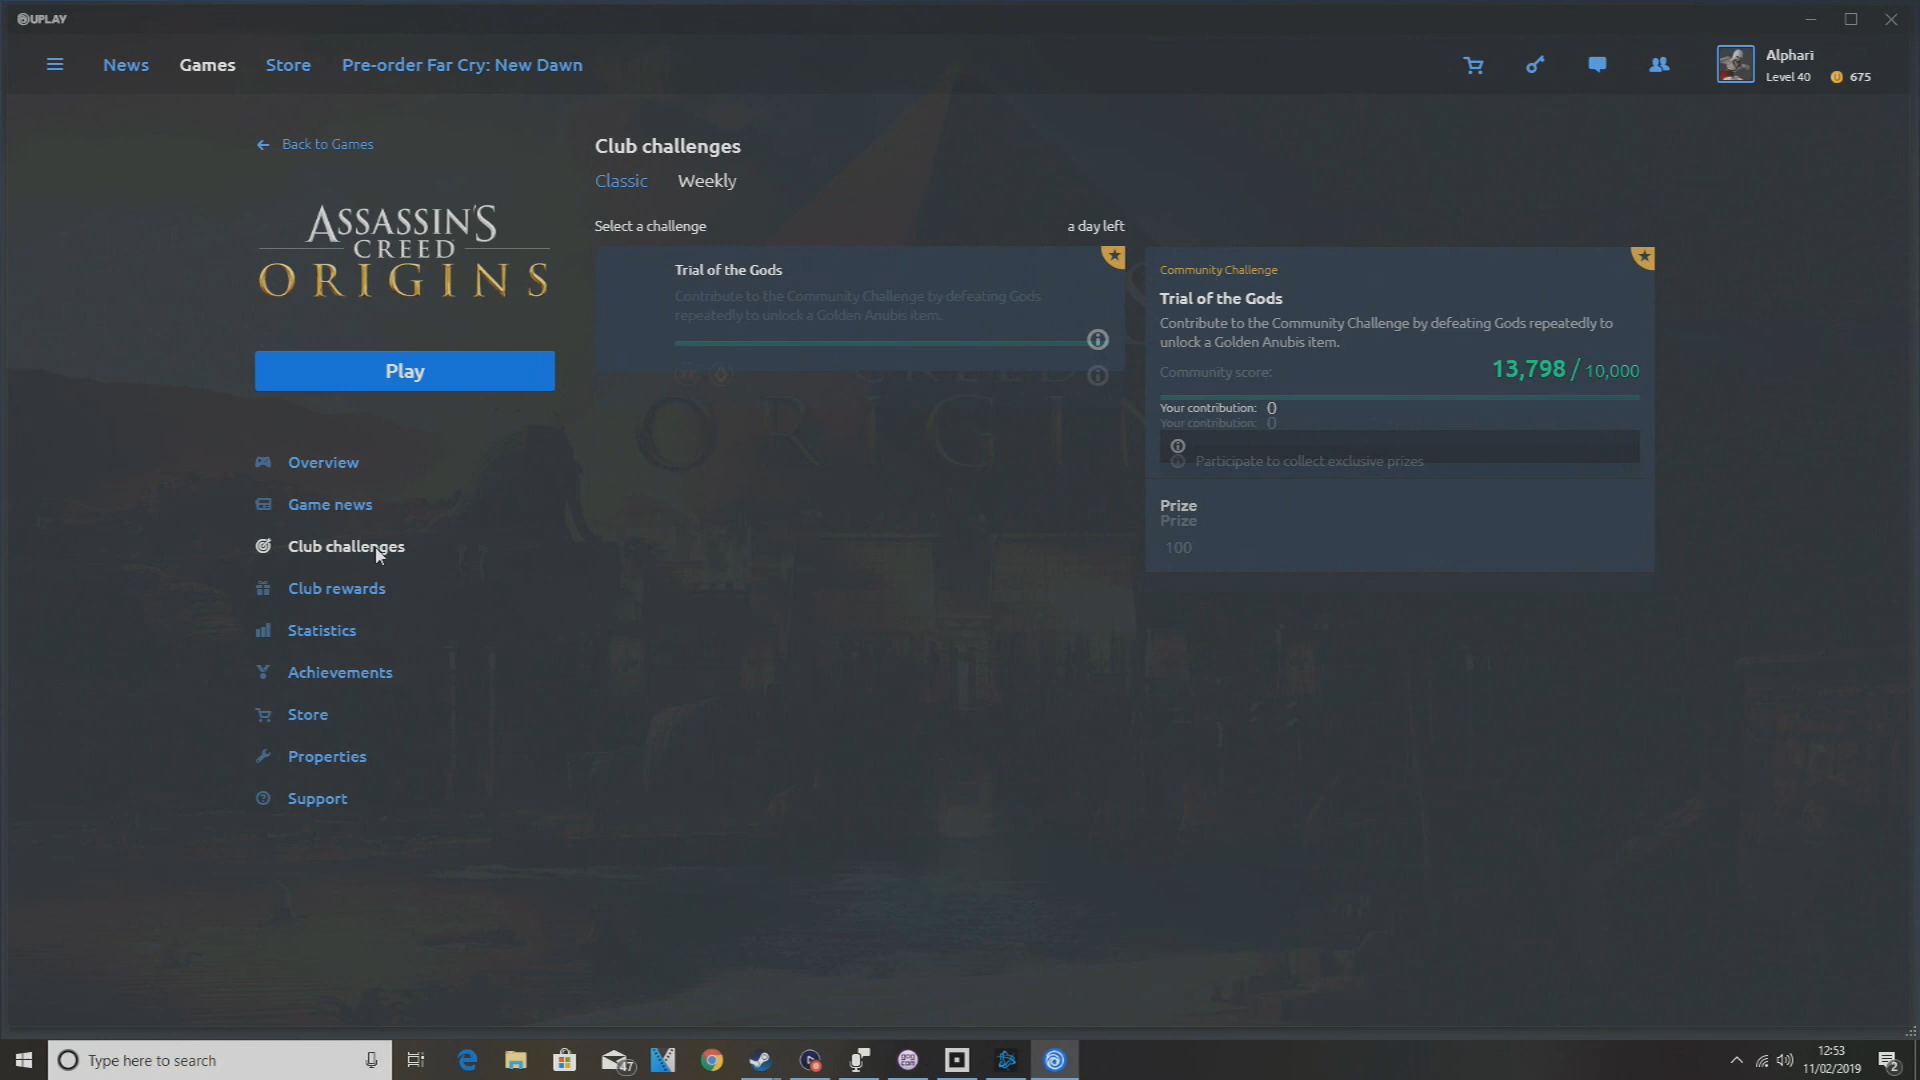 UPLAY
News
Games
Store
Pre-order Far Cry: New Dawn
Alphari
Level 40
675
Back to Games
ASSASSIN'S
CREED
ORIGINS
Play
Overview
Game news
Club challenges
Club rewards
Statistics
Achievements
Store
Properties
Support
Club challenges
Classic
Weekly
Select a challenge
a day left
Trial of the Gods
Contribute to the Community Challenge by defeating Gods
repeatedly to unlock a Golden Anubis item.
Community Challenge
Trial of the Gods
Contribute to the Community Challenge by defeating Gods repeatedly to
unlock a Golden Anubis item.
Community score:
13,798 / 10,000
Your contribution: 0
Your contribution: 0
Participate to collect exclusive prizes
Prize
Prize
100
Type here to search
47
gog
com
12:53
11/02/2019
2